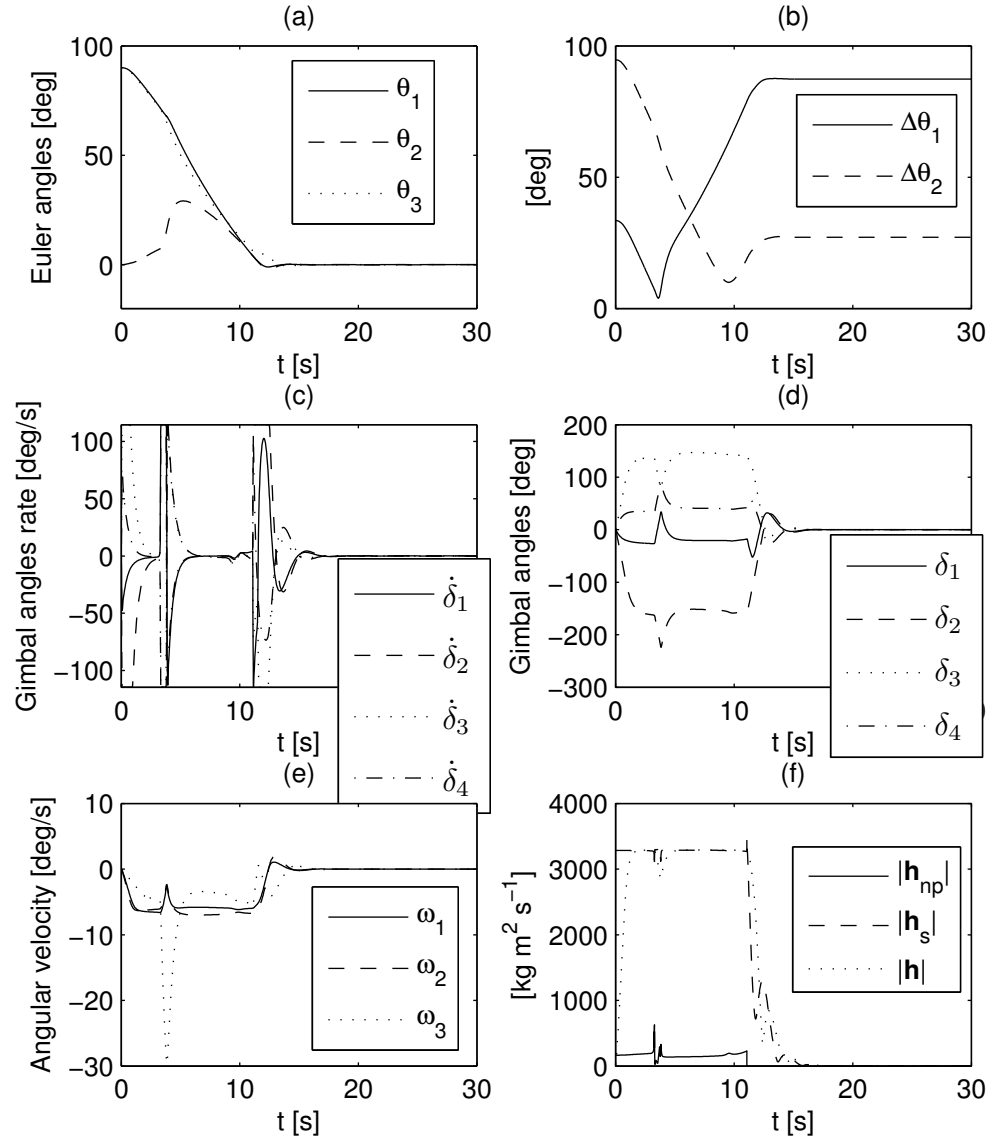 (a)
Euler angles [deg]
100
50
0
0 10 20 30
t [s]
θ1
θ2
θ3
(b)
[deg]
100
50
0
0 10 20 30
t [s]
Δθ1
Δθ2
(c)
Gimbal angles rate [deg/s]
100
50
0
−50
−100
0 10
t [s]
δ̇1
δ̇2
δ̇3
δ̇4
(d)
Gimbal angles [deg]
200
100
0
−100
−200
−300
0 10
t [s]
δ1
δ2
δ3
δ4
(e)
Angular velocity [deg/s]
10
0
−10
−20
−30
0 10 20 30
t [s]
ω1
ω2
ω3
(f)
[kg m² s⁻¹]
4000
3000
2000
1000
0
0 10 20 30
t [s]
|hnp|
|hs|
|h|